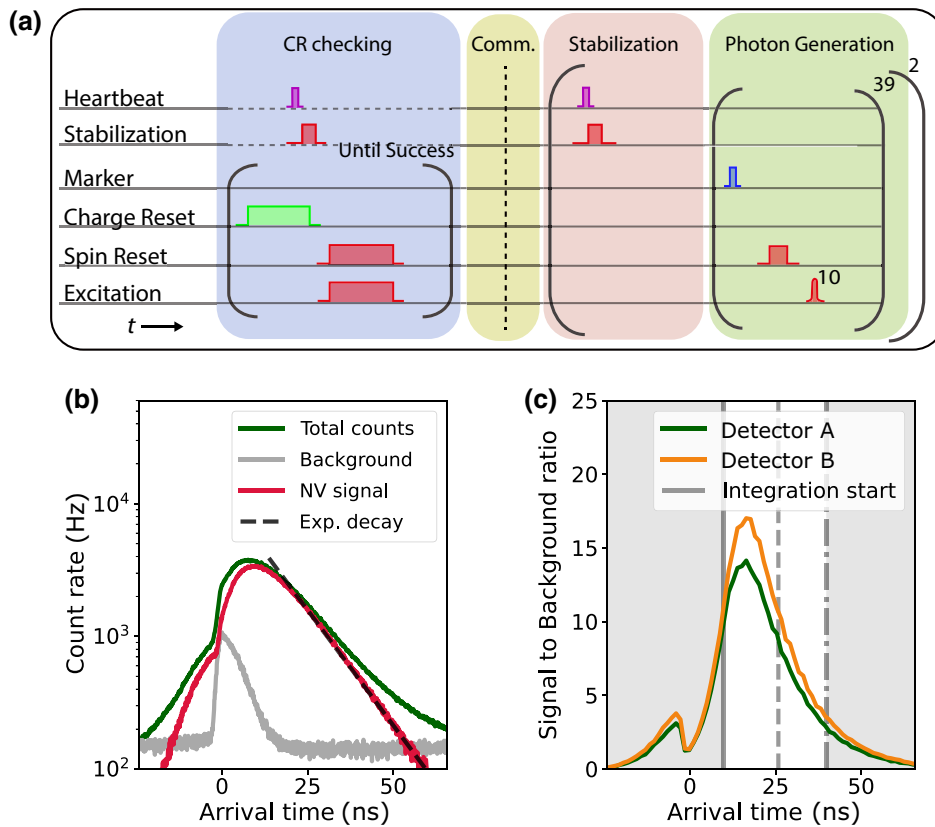 (a)
CR checking
Comm.
Stabilization
Photon Generation
2
39
Heartbeat
Stabilization
Until Success
Marker
Charge Reset
Spin Reset
Excitation
10
t
(b)
Total counts
Background
NV signal
Exp. decay
Count rate (Hz)
10^4
10^3
10^2
0
25
50
Arrival time (ns)
(c)
Detector A
Detector B
Integration start
Signal to Background ratio
25
20
15
10
5
0
0
25
50
Arrival time (ns)